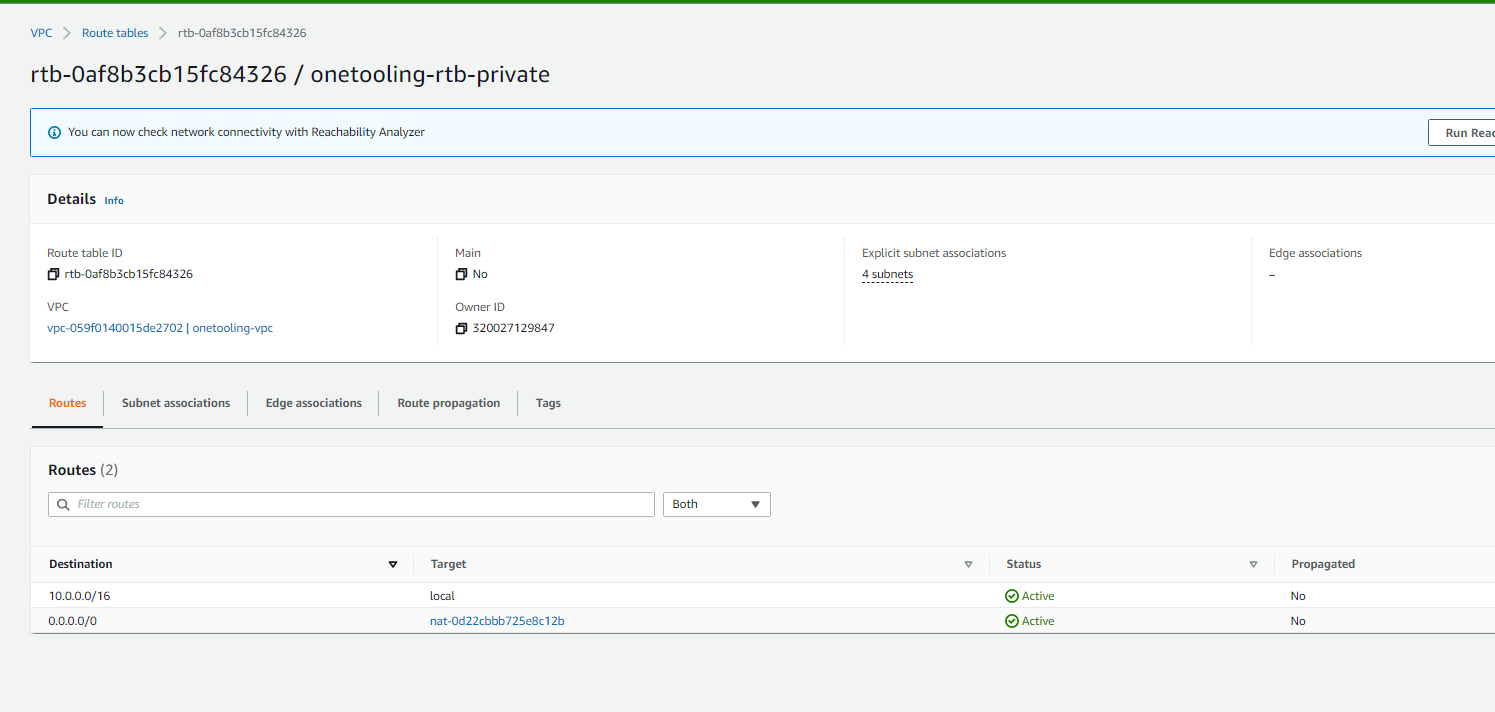 VPC Route tables rtb-0af8b3cb15fc84326
rtb-0af8b3cb15fc84326 / onetooling-rtb-private
You can now check network connectivity with Reachability Analyzer
Run Reac
Details Info
Route table ID
rtb-0af8b3cb15fc84326
Main
No
Explicit subnet associations
4 subnets
Edge associations
–
VPC
vpc-059f0140015de2702 | onetooling-vpc
Owner ID
320027129847
Routes Subnet associations Edge associations Route propagation Tags
Routes (2)
Filter routes
Both
Destination Target Status Propagated
10.0.0.0/16 local Active No
0.0.0.0/0 nat-0d22cbbb725e8c12b Active No